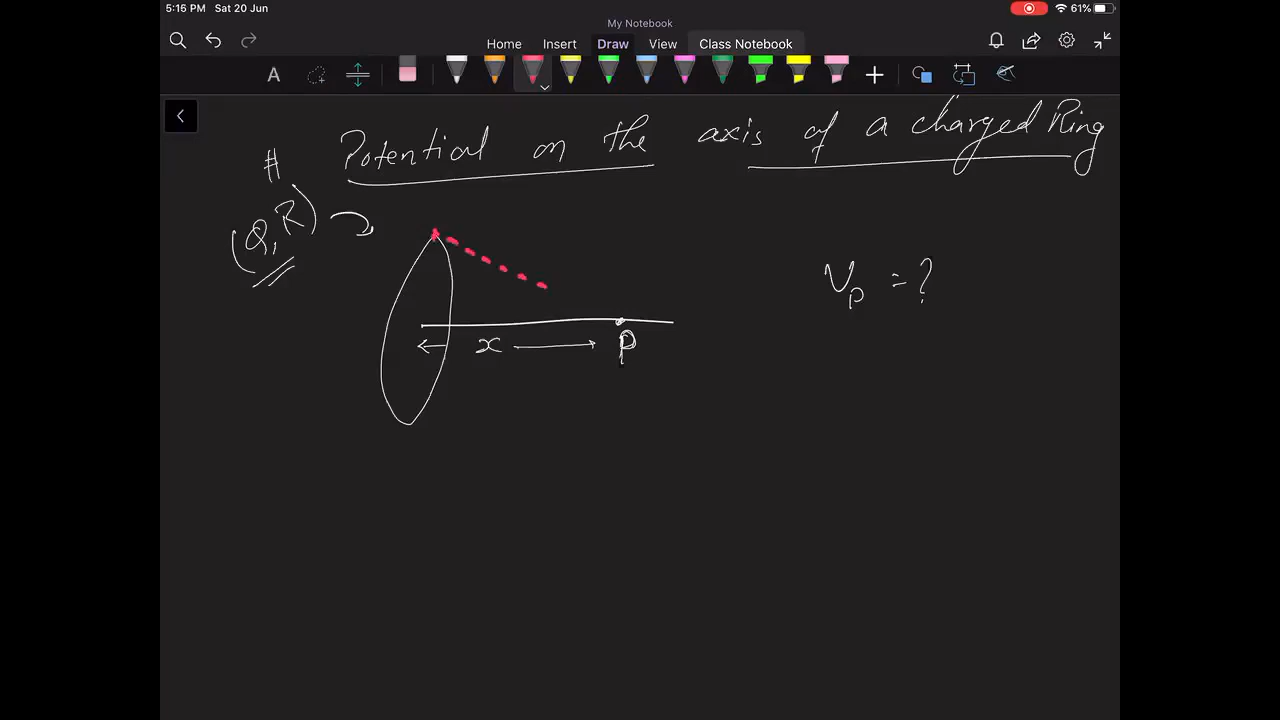 5:16 PM Sat 20 Jun
61%
My Notebook
Home Insert Draw View Class Notebook
A
# Potential on the axis of a charged Ring
(Q, R)
V_p = ?
x
P